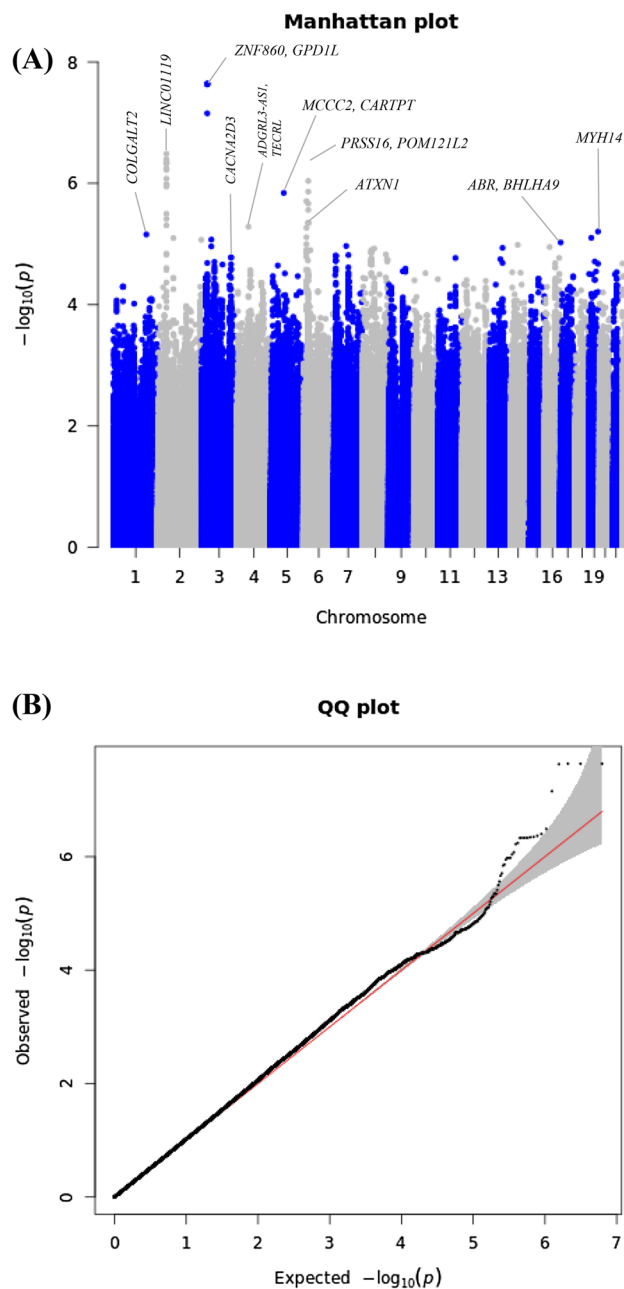 Manhattan plot
(A)
ZNF860, GPD1L
LINC01119
COLGALT2
CACNA2D3
ADGRL3-AS1,
TECRL
MCCC2, CARTPT
PRSS16, POM121L2
ATXN1
ABR, BHLHA9
MYH14
8
6
4
2
0
−log10(p)
1 2 3 4 5 6 7 9 11 13 16 19
Chromosome
(B)
QQ plot
6
4
2
0
Observed −log10(p)
0 1 2 3 4 5 6 7
Expected −log10(p)